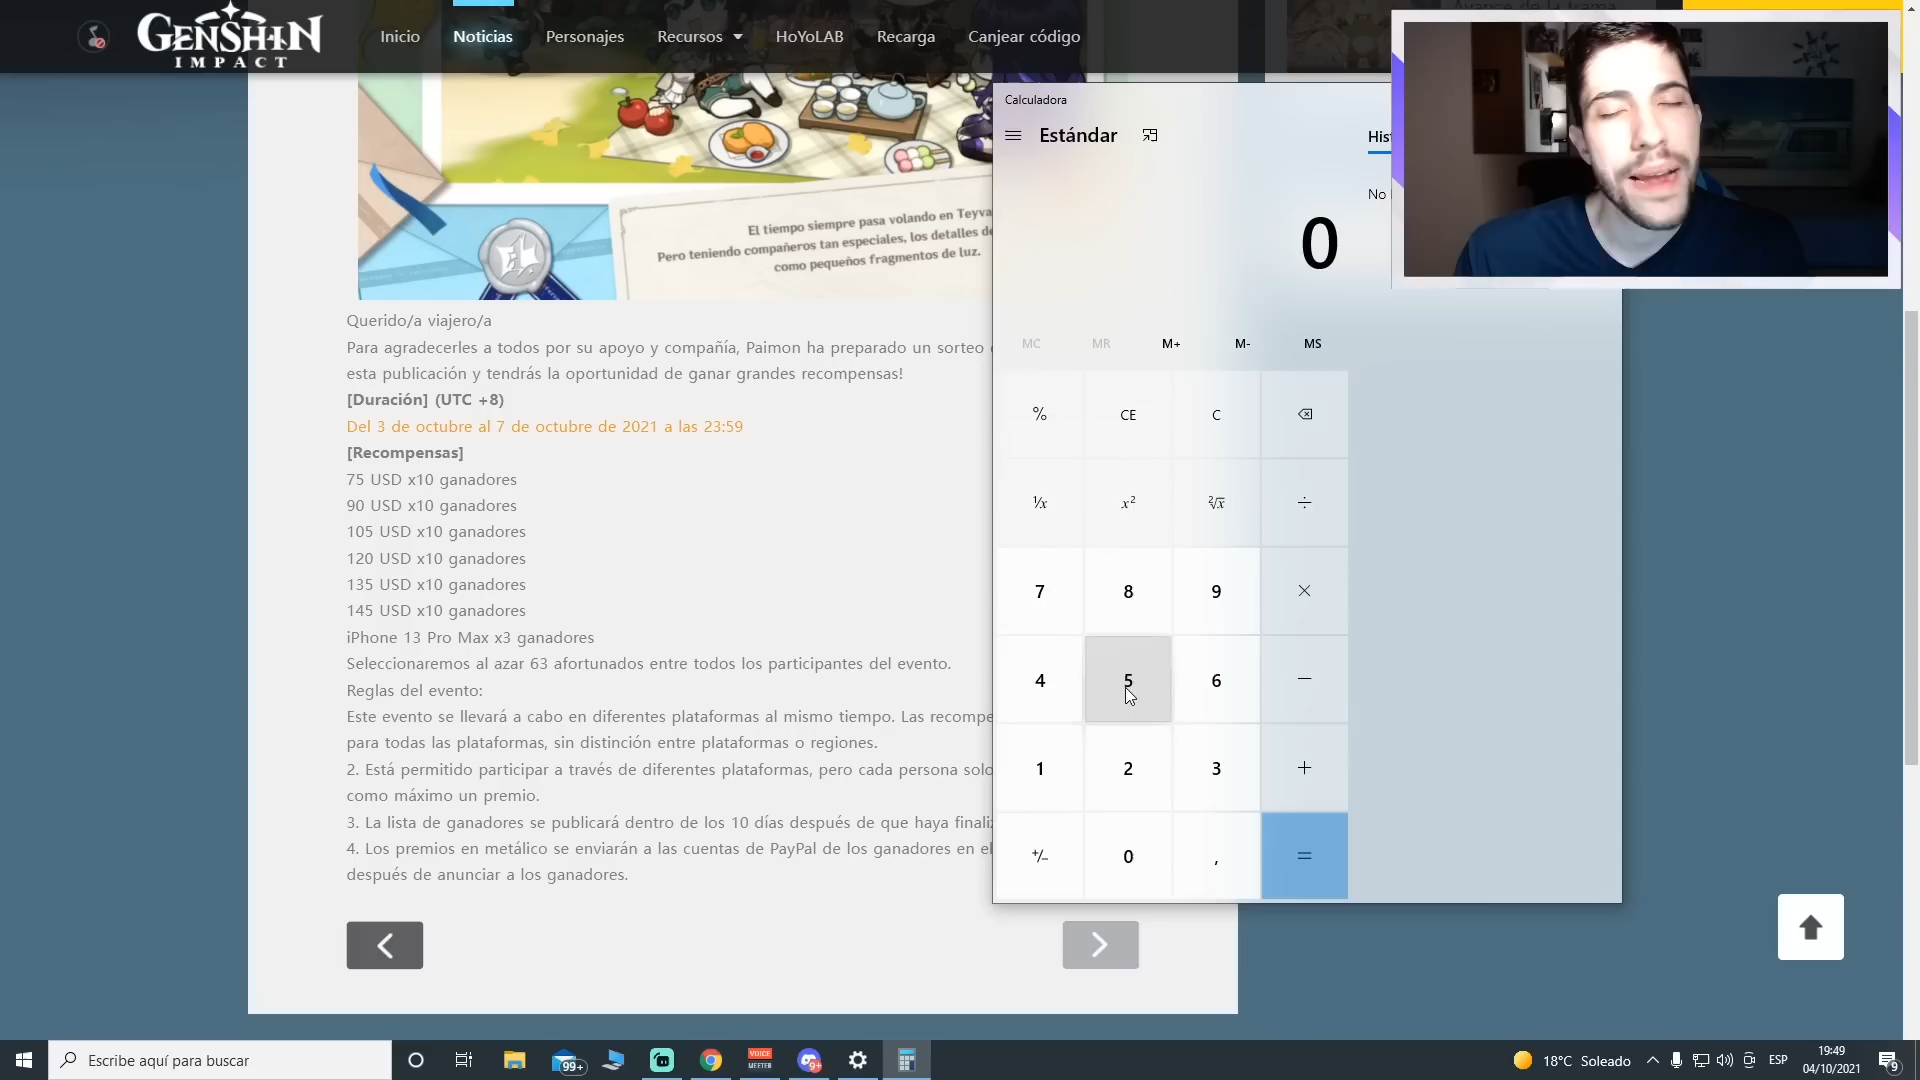 GENSHIN
IMPACT
Inicio
Noticias
Personajes
Recursos
HoYoLAB
Recarga
Canjear código
Avance de la trama
El tiempo siempre pasa volando en Teyva
Pero teniendo compañeros tan especiales, los detalles de
como pequeños fragmentos de luz.
Querido/a viajero/a
Para agradecerles a todos por su apoyo y compañía, Paimon ha preparado un sorteo
esta publicación y tendrás la oportunidad de ganar grandes recompensas!
[Duración] (UTC +8)
Del 3 de octubre al 7 de octubre de 2021 a las 23:59
[Recompensas]
75 USD x10 ganadores
90 USD x10 ganadores
105 USD x10 ganadores
120 USD x10 ganadores
135 USD x10 ganadores
145 USD x10 ganadores
iPhone 13 Pro Max x3 ganadores
Seleccionaremos al azar 63 afortunados entre todos los participantes del evento.
Reglas del evento:
Este evento se llevará a cabo en diferentes plataformas al mismo tiempo. Las recompe
para todas las plataformas, sin distinción entre plataformas o regiones.
2. Está permitido participar a través de diferentes plataformas, pero cada persona solo
como máximo un premio.
3. La lista de ganadores se publicará dentro de los 10 días después de que haya finaliz
4. Los premios en metálico se enviarán a las cuentas de PayPal de los ganadores en el
después de anunciar a los ganadores.
Calculadora
Estándar
Hist
No
0
MC MR M+ M- MS
% CE C
¹/x x² ²√x ÷
7 8 9 ×
4 5 6 −
1 2 3 +
+/− 0 , =
Escribe aquí para buscar
99+
VOICE
MEETER
9+
18°C Soleado
ESP
19:49
04/10/2021
9